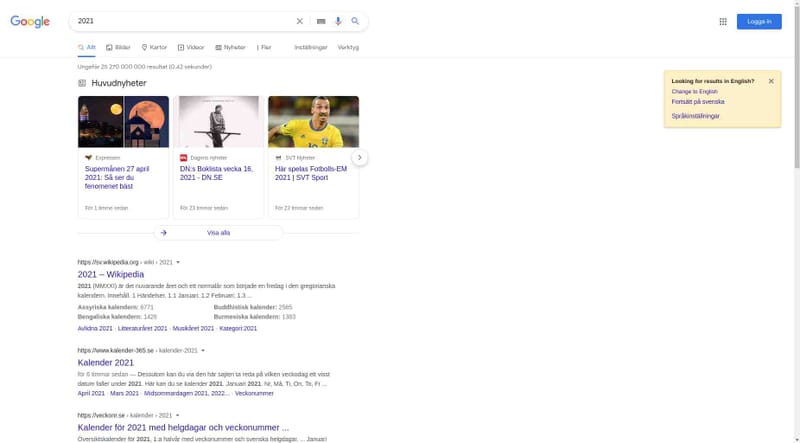 Google
2021
Logga in
Allt
Bilder
Kartor
Videor
Nyheter
Fler
Inställningar
Verktyg
Ungefär 25 270 000 000 resultat (0,42 sekunder)
Looking for results in English?
Change to English
Fortsätt på svenska
Språkinställningar
Huvudnyheter
Expressen
Supermånen 27 april
2021: Så ser du
fenomenet bäst
För 1 timme sedan
Dagens nyheter
DN:s Boklista vecka 16,
2021 - DN.SE
För 23 timmar sedan
SVT Nyheter
Här spelas Fotbolls-EM
2021 | SVT Sport
För 23 timmar sedan
Visa alla
https://sv.wikipedia.org › wiki › 2021
2021 – Wikipedia
2021 (MMXXI) är det nuvarande året och ett normalår som började en fredag i den gregorianska
kalendern. Innehåll. 1 Händelser. 1.1 Januari; 1.2 Februari; 1.3 ...
Assyriska kalendern: 6771
Buddhistisk kalender: 2565
Bengaliska kalendern: 1428
Burmesiska kalendern: 1383
Avlidna 2021 · Litteraturåret 2021 · Musikåret 2021 · Kategori:2021
https://www.kalender-365.se › kalender-2021
Kalender 2021
för 6 timmar sedan — Dessutom kan du via den här sajten ta reda på vilken veckodag ett visst
datum faller under 2021. Här kan du se kalender 2021. Januari 2021. Nr, Må, Ti, On, To, Fr ...
April 2021 · Mars 2021 · Midsommardagen 2021, 2022... · Veckonummer
https://veckonr.se › kalender › 2021
Kalender för 2021 med helgdagar och veckonummer ...
Översiktskalender för 2021, 1:a halvår med veckonummer och svenska helgdagar. ... Januari